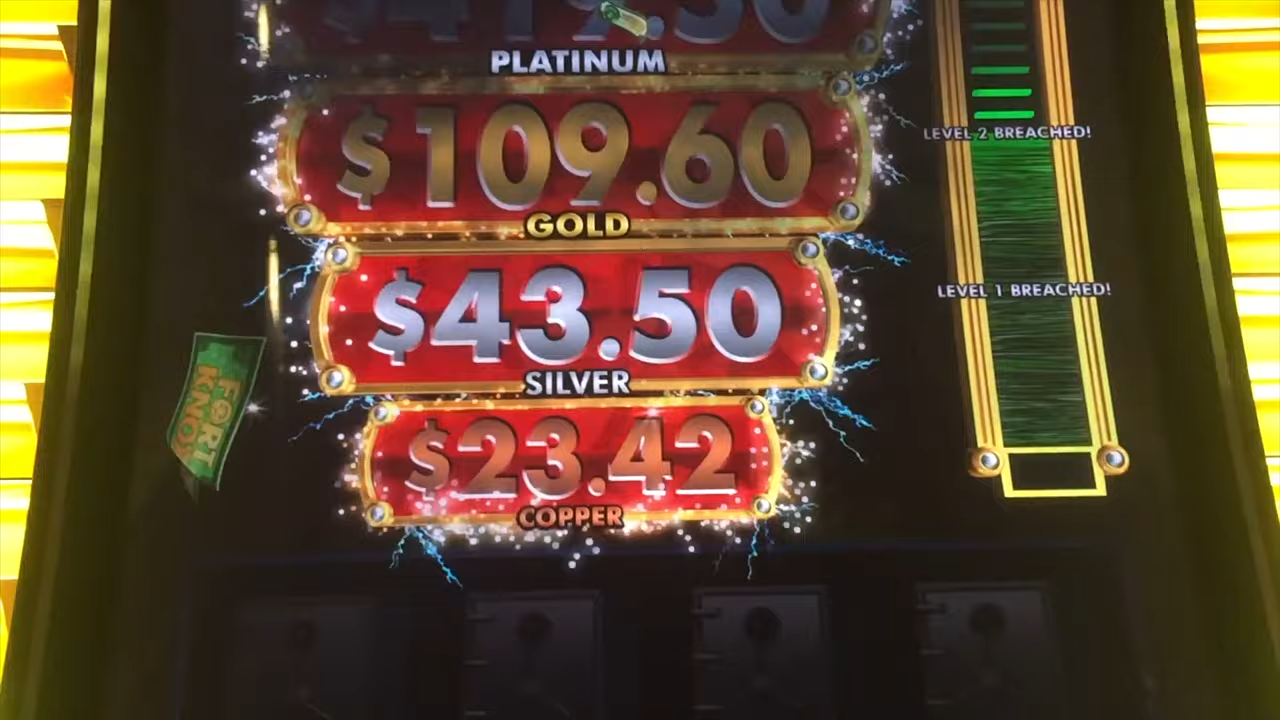 PLATINUM
$109.60
GOLD
$43.50
SILVER
$23.42
COPPER
LEVEL 2 BREACHED!
LEVEL 1 BREACHED!
FORT
KNOX